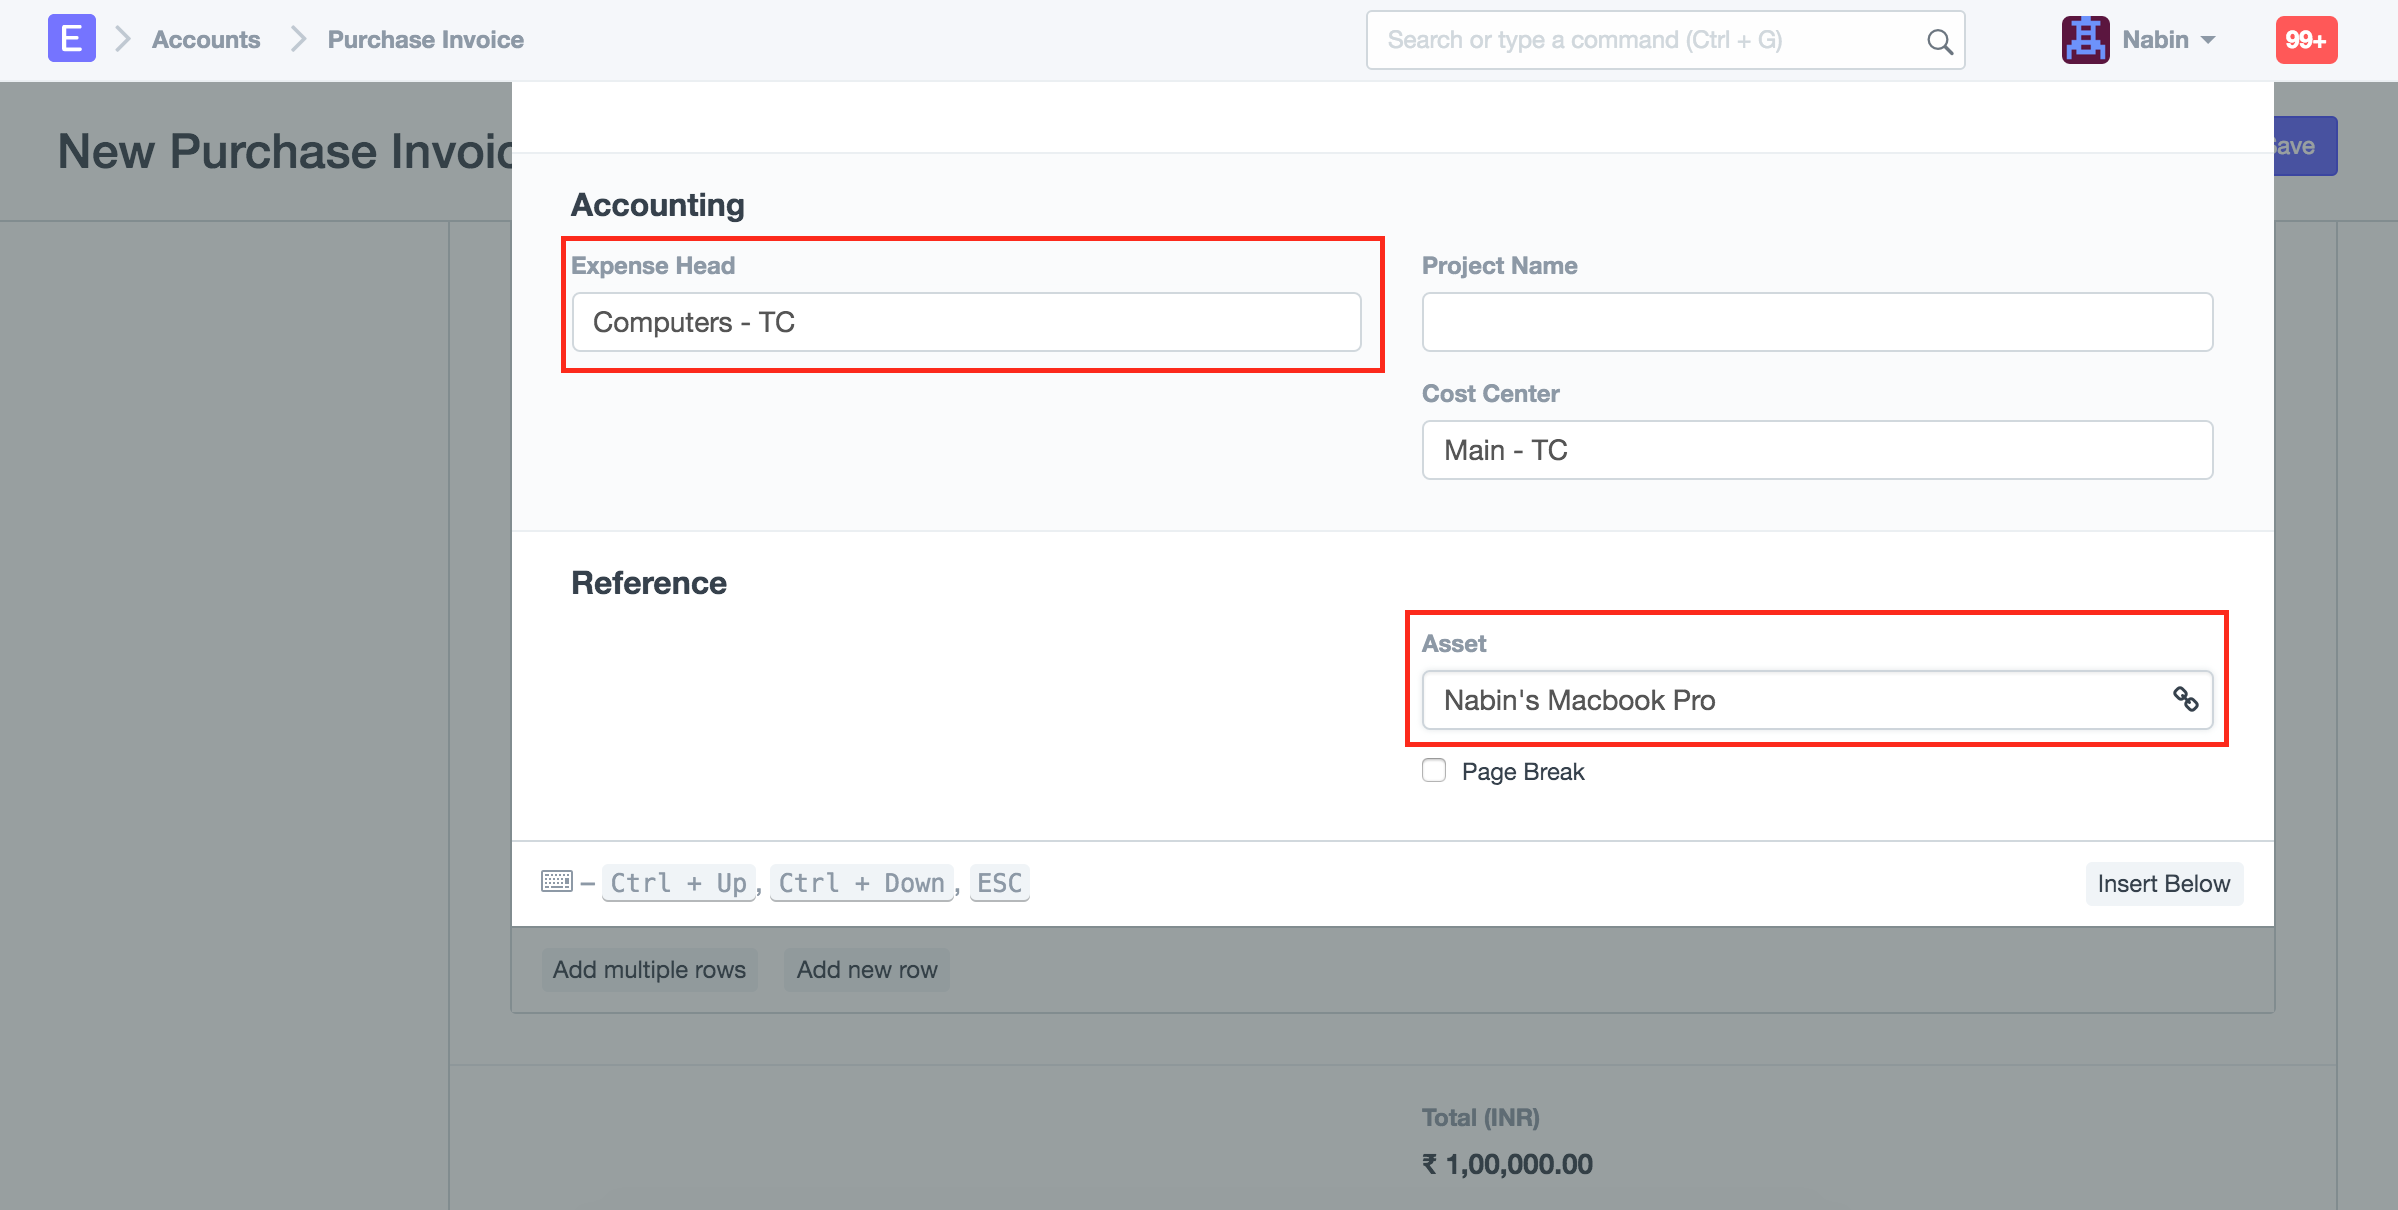 E Accounts Purchase Invoice Search or type a command (Ctrl + G) Nabin 99+
New Purchase Invoic
Save
Accounting
Expense Head
Computers - TC
Project Name
Cost Center
Main - TC
Reference
Asset
Nabin's Macbook Pro
Page Break
– Ctrl + Up, Ctrl + Down, ESC
Insert Below
Add multiple rows Add new row
Total (INR)
₹ 1,00,000.00